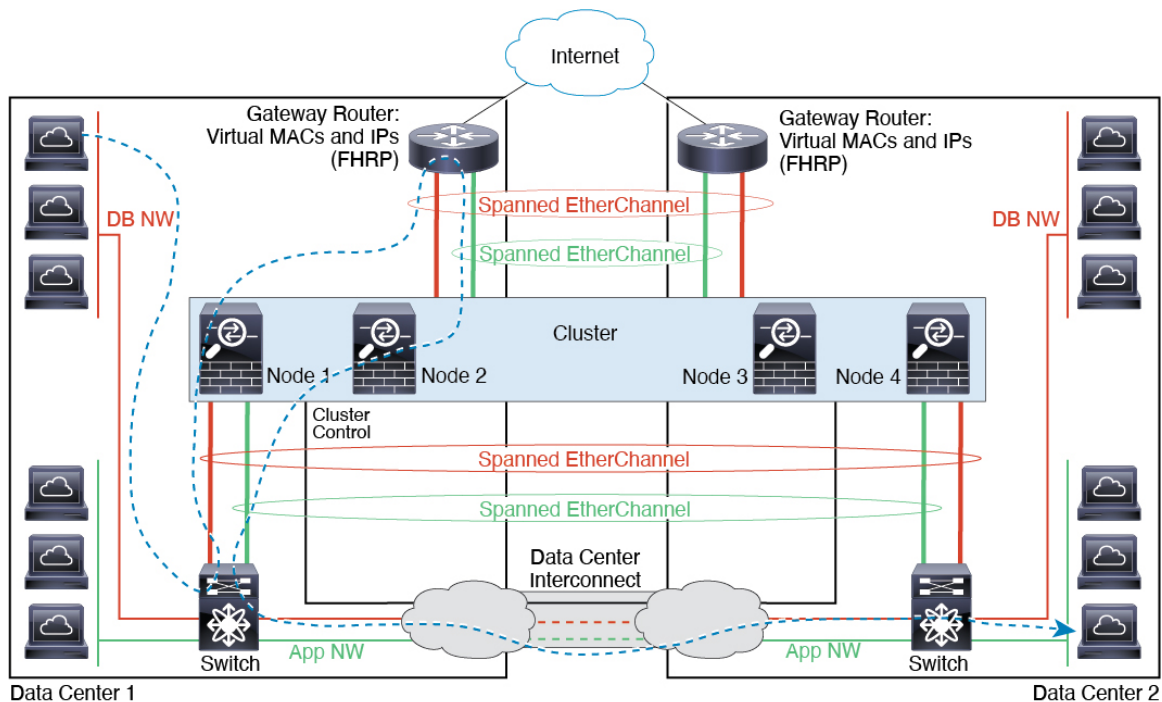 Internet
Gateway Router:
Virtual MACs and IPs
(FHRP)
Gateway Router:
Virtual MACs and IPs
(FHRP)
DB NW
Spanned EtherChannel
DB NW
Spanned EtherChannel
Cluster
Node 1
Node 2
Node 3
Node 4
Cluster
Control
Spanned EtherChannel
Spanned EtherChannel
Data Center
Interconnect
App NW
App NW
Switch
Switch
Data Center 1
Data Center 2